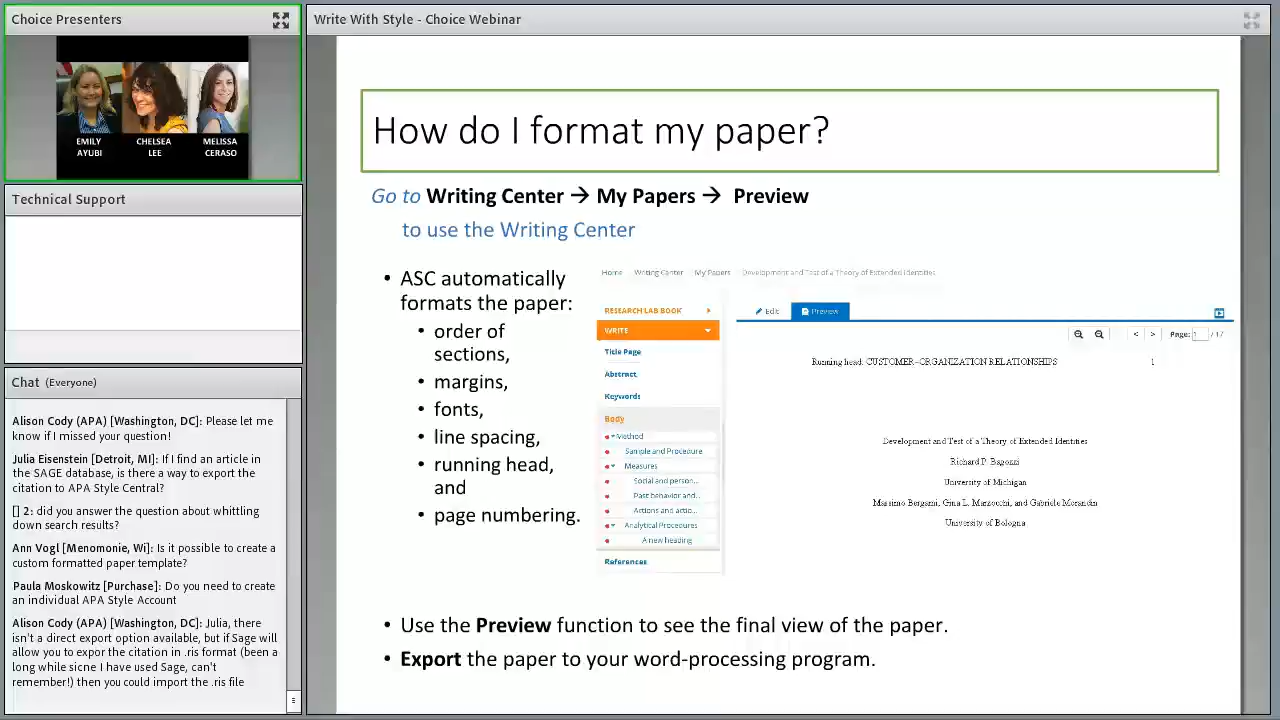 Choice Presenters
EMILY AYUBI
CHELSEA LEE
MELISSA CERASO
Technical Support
Chat (Everyone)
Alison Cody (APA) [Washington, DC]: Please let me
know if I missed your question!
Julia Eisenstein [Detroit, MI]: If I find an article in
the SAGE database, is there a way to export the
citation to APA Style Central?
[] 2: did you answer the question about whittling
down search results?
Ann Vogl [Menomonie, Wi]: Is it possible to create a
custom formatted paper template?
Paula Moskowitz [Purchase]: Do you need to create
an individual APA Style Account
Alison Cody (APA) [Washington, DC]: Julia, there
isn't a direct export option available, but if Sage will
allow you to expor the citation in .ris format (been a
long while sicne I have used Sage, can't
remember!) then you could import the .ris file
Write With Style - Choice Webinar
How do I format my paper?
Go to Writing Center → My Papers → Preview
to use the Writing Center
• ASC automatically
formats the paper:
• order of
sections,
• margins,
• fonts,
• line spacing,
• running head,
and
• page numbering.
Home Writing Center My Papers Development and Test of a Theory of Extended Identities
RESEARCH LAB BOOK
WRITE
Title Page
Abstract
Keywords
Body
Method
Sample and Procedure
Measures
Social and person...
Past behavior and...
Actions and actio...
Analytical Procedures
A new heading
References
Edit Preview
< > Page: 1 / 17
Running head: CUSTOMER–ORGANIZATION RELATIONSHIPS 1
Development and Test of a Theory of Extended Identities
Richard P. Bagozzi
University of Michigan
Massimo Bergami, Gina L. Marzocchi, and Gabriele Morandin
University of Bologna
• Use the Preview function to see the final view of the paper.
• Export the paper to your word-processing program.